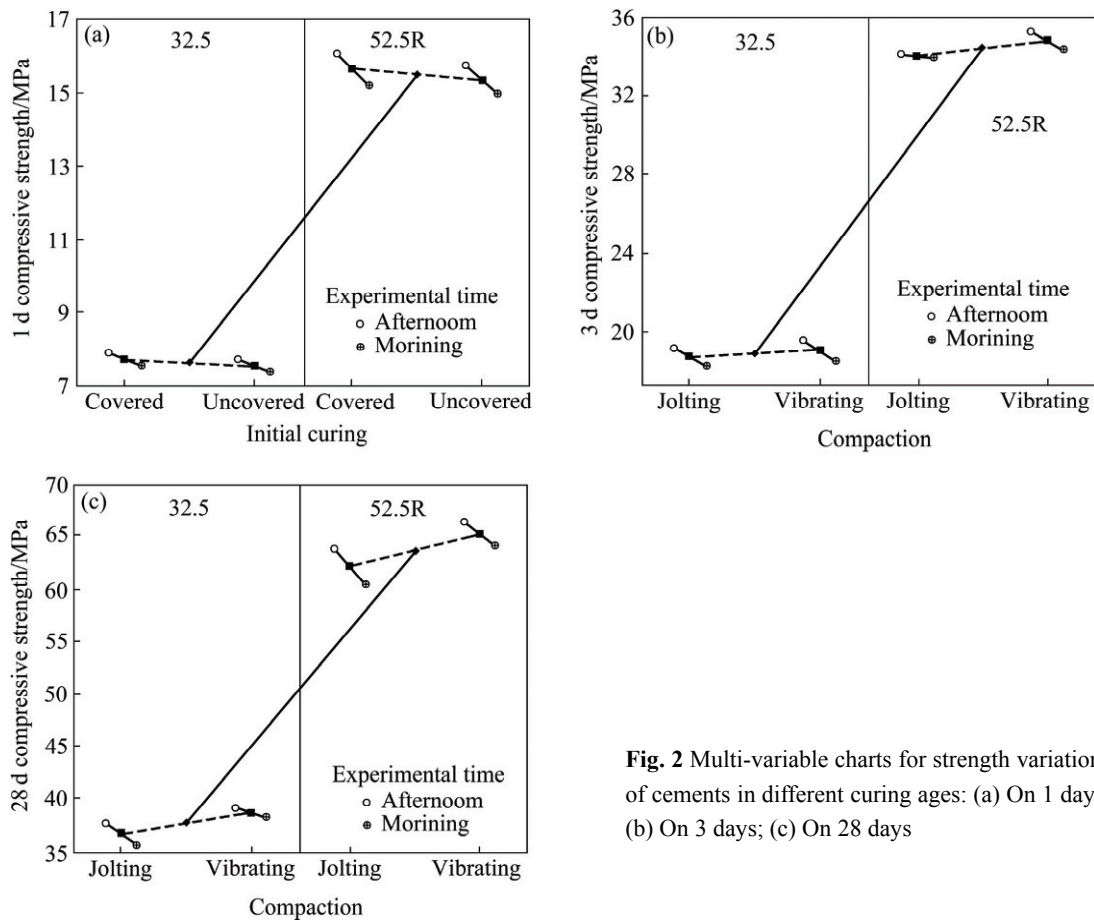 (a)
32.5
52.5R
17
15
13
11
9
7
1 d compressive strength/MPa
Experimental time
Afternoom
Morining
Covered Uncovered Covered Uncovered
Initial curing
(b)
32.5
52.5R
36
32
28
24
20
3 d compressive strength/MPa
Experimental time
Afternoom
Morining
Jolting Vibrating Jolting Vibrating
Compaction
(c)
32.5
52.5R
70
65
60
55
50
45
40
35
28 d compressive strength/MPa
Experimental time
Afternoom
Morining
Jolting Vibrating Jolting Vibrating
Compaction
Fig. 2 Multi-variable charts for strength variation
of cements in different curing ages: (a) On 1 day
(b) On 3 days; (c) On 28 days